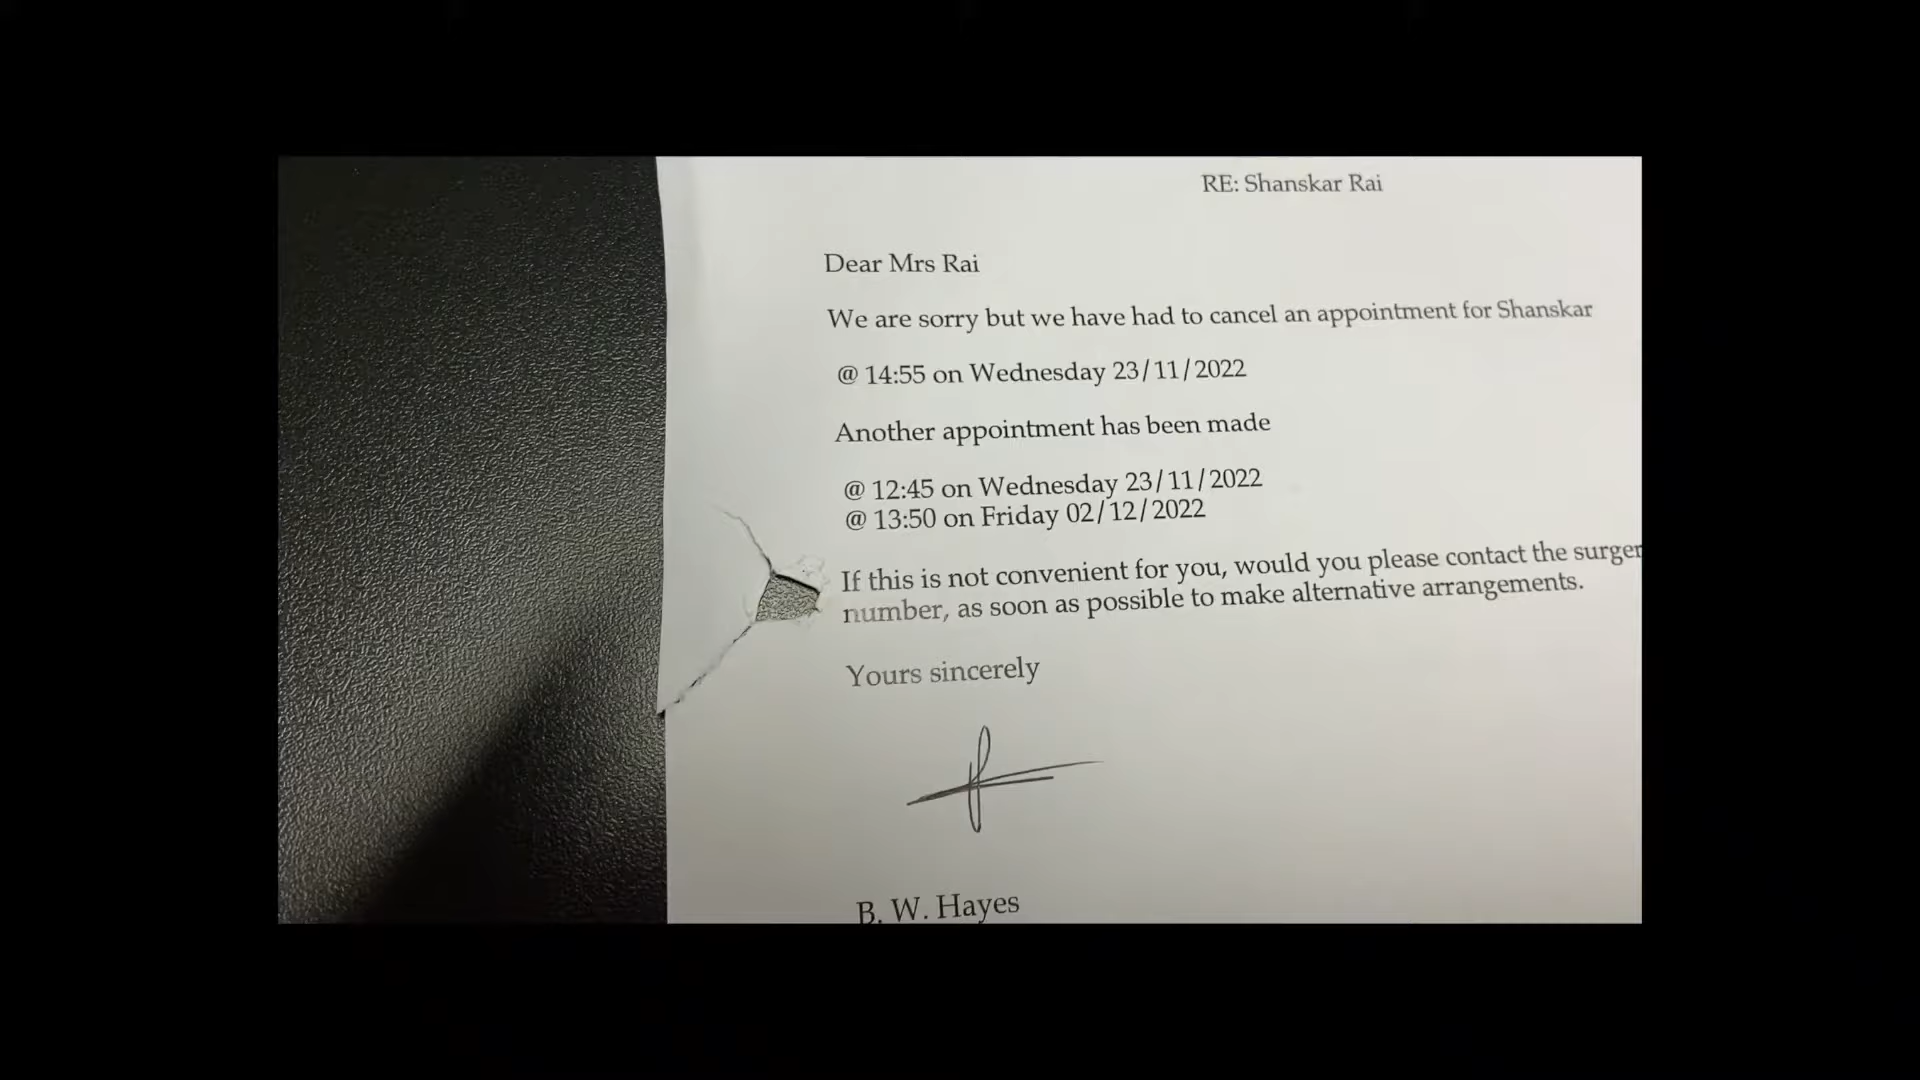 RE: Shanskar Rai
Dear Mrs Rai
We are sorry but we have had to cancel an appointment for Shanskar
@ 14:55 on Wednesday 23/11/2022
Another appointment has been made
@ 12:45 on Wednesday 23/11/2022
@ 13:50 on Friday 02/12/2022
If this is not convenient for you, would you please contact the surger
number, as soon as possible to make alternative arrangements.
Yours sincerely
B. W. Hayes